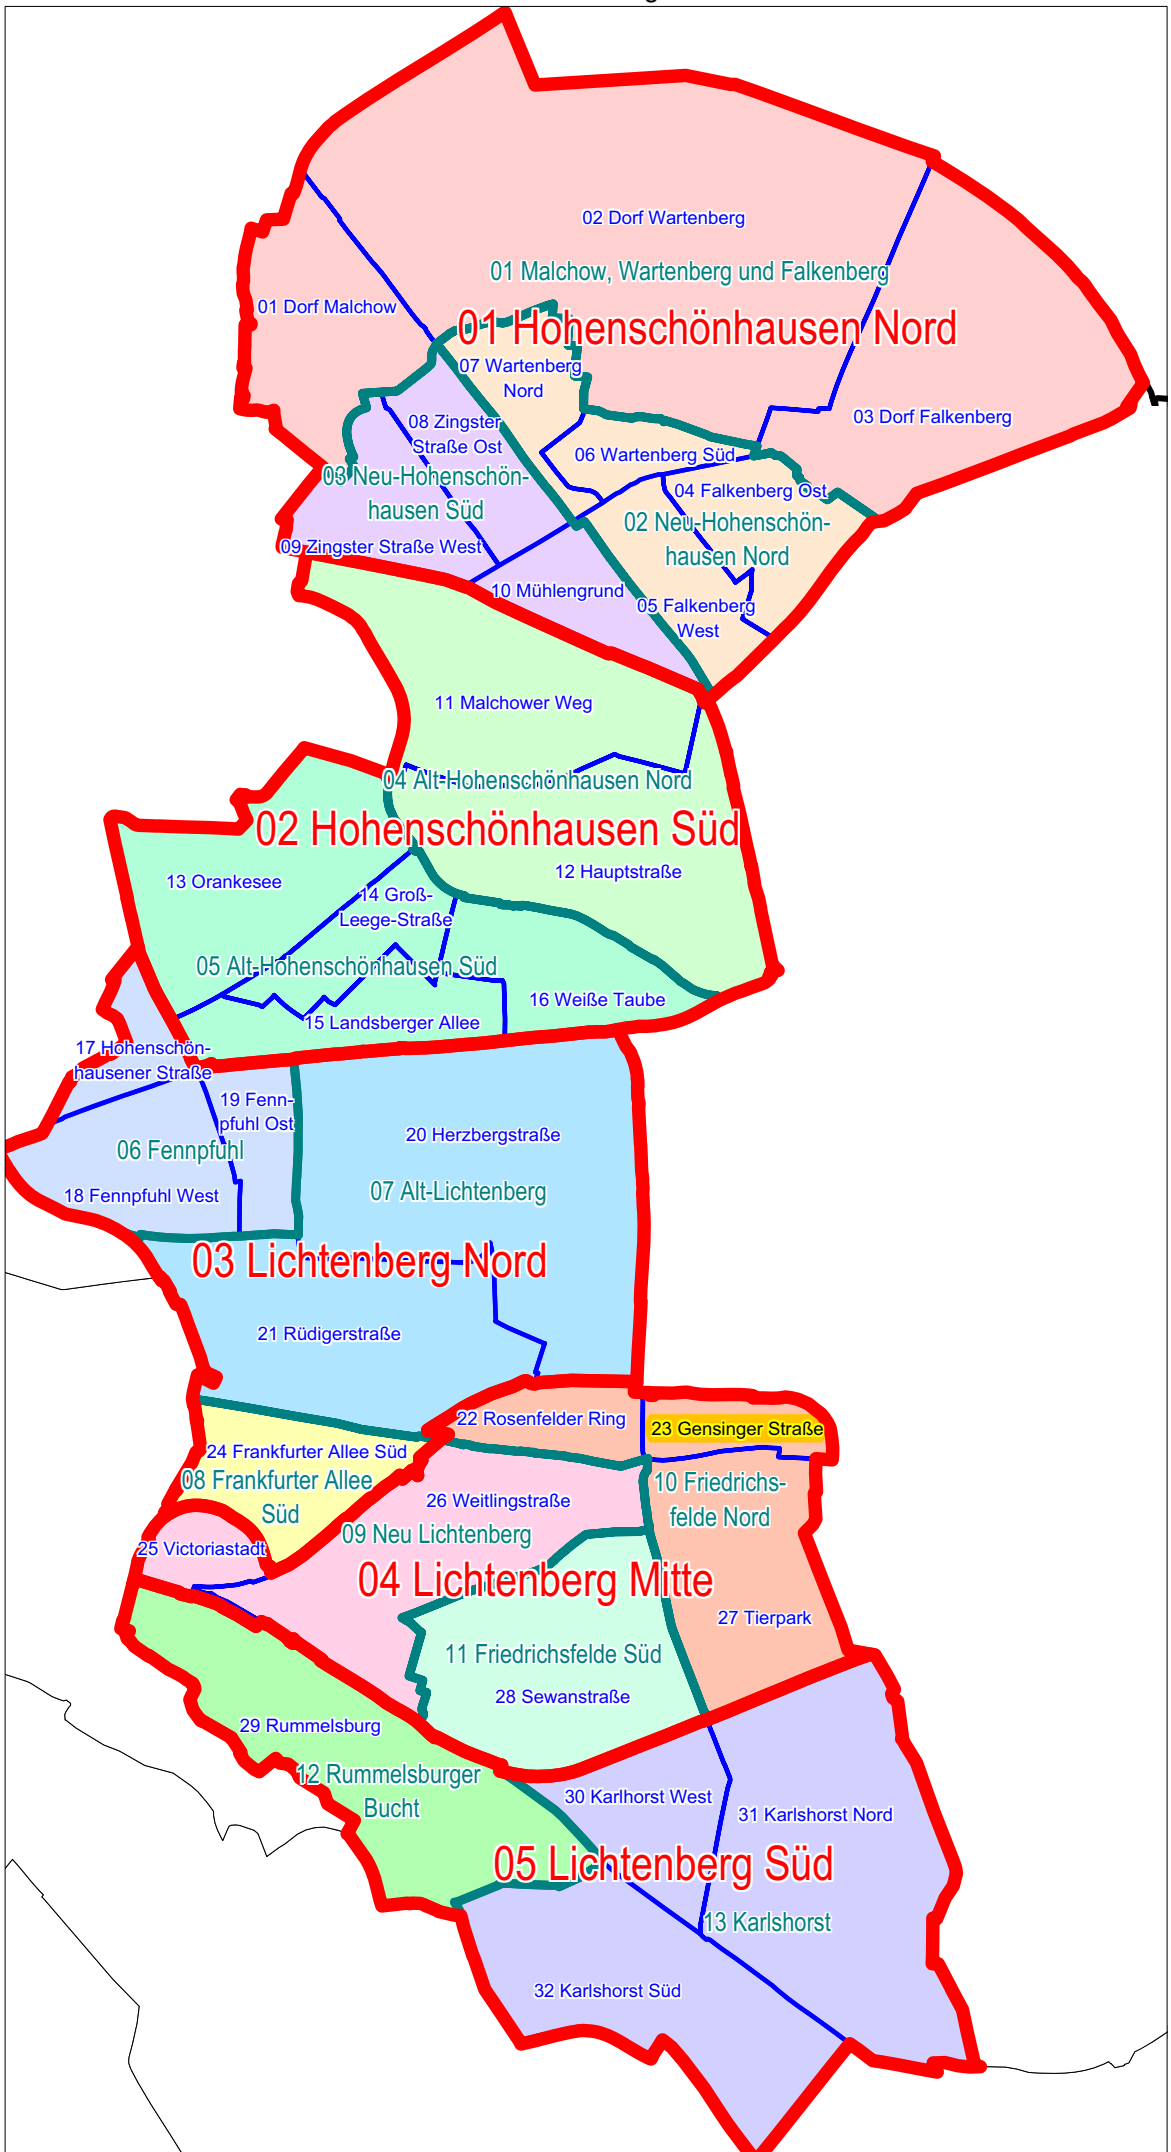 02 Dorf Wartenberg
01 Malchow, Wartenberg und Falkenberg
01 Dorf Malchow
01 Hohenschönhausen Nord
07 Wartenberg
Nord
03 Dorf Falkenberg
08 Zingster
Straße Ost
06 Wartenberg Süd
03 Neu-Hohenschön-
hausen Süd
04 Falkenberg Ost
02 Neu-Hohenschön-
hausen Nord
09 Zingster Straße West
10 Mühlengrund
05 Falkenberg
West
11 Malchower Weg
04 Alt-Hohenschönhausen Nord
02 Hohenschönhausen Süd
12 Hauptstraße
13 Orankesee
14 Groß-
Leege-Straße
05 Alt-Hohenschönhausen Süd
16 Weiße Taube
15 Landsberger Allee
17 Hohenschön-
hausener Straße
19 Fenn-
pfuhl Ost
20 Herzbergstraße
06 Fennpfuhl
18 Fennpfuhl West
07 Alt-Lichtenberg
03 Lichtenberg Nord
21 Rüdigerstraße
22 Rosenfelder Ring
23 Gensinger Straße
24 Frankfurter Allee Süd
08 Frankfurter Allee
Süd
10 Friedrichs-
felde Nord
26 Weitlingstraße
09 Neu Lichtenberg
25 Victoriastadt
04 Lichtenberg Mitte
27 Tierpark
11 Friedrichsfelde Süd
28 Sewanstraße
29 Rummelsburg
12 Rummelsburger
Bucht
30 Karlhorst West
31 Karlshorst Nord
05 Lichtenberg Süd
13 Karlshorst
32 Karlshorst Süd